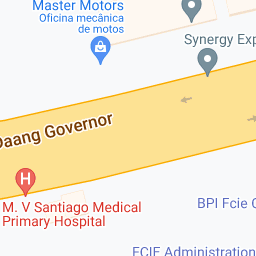 Master Motors
Oficina mecânica
de motos
Synergy Exp
Daang Governor
M. V Santiago Medical
Primary Hospital
BPI Fcie C
FCIE Administration